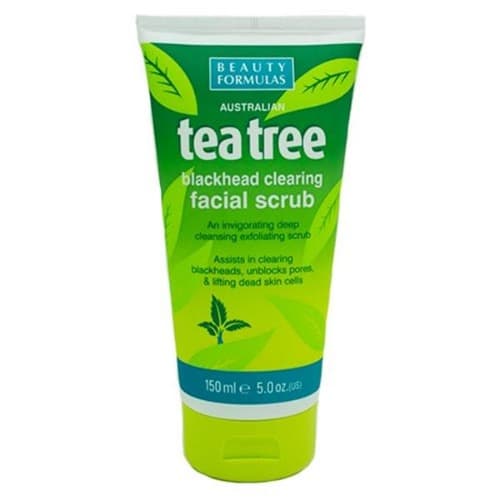 BEAUTY
FORMULAS
AUSTRALIAN
tea tree
blackhead clearing
facial scrub
An invigorating deep
cleansing exfoliating scrub
Assists in clearing
blackheads, unblocks pores,
& lifting dead skin cells
150 ml ℮ 5.0 oz.(US)